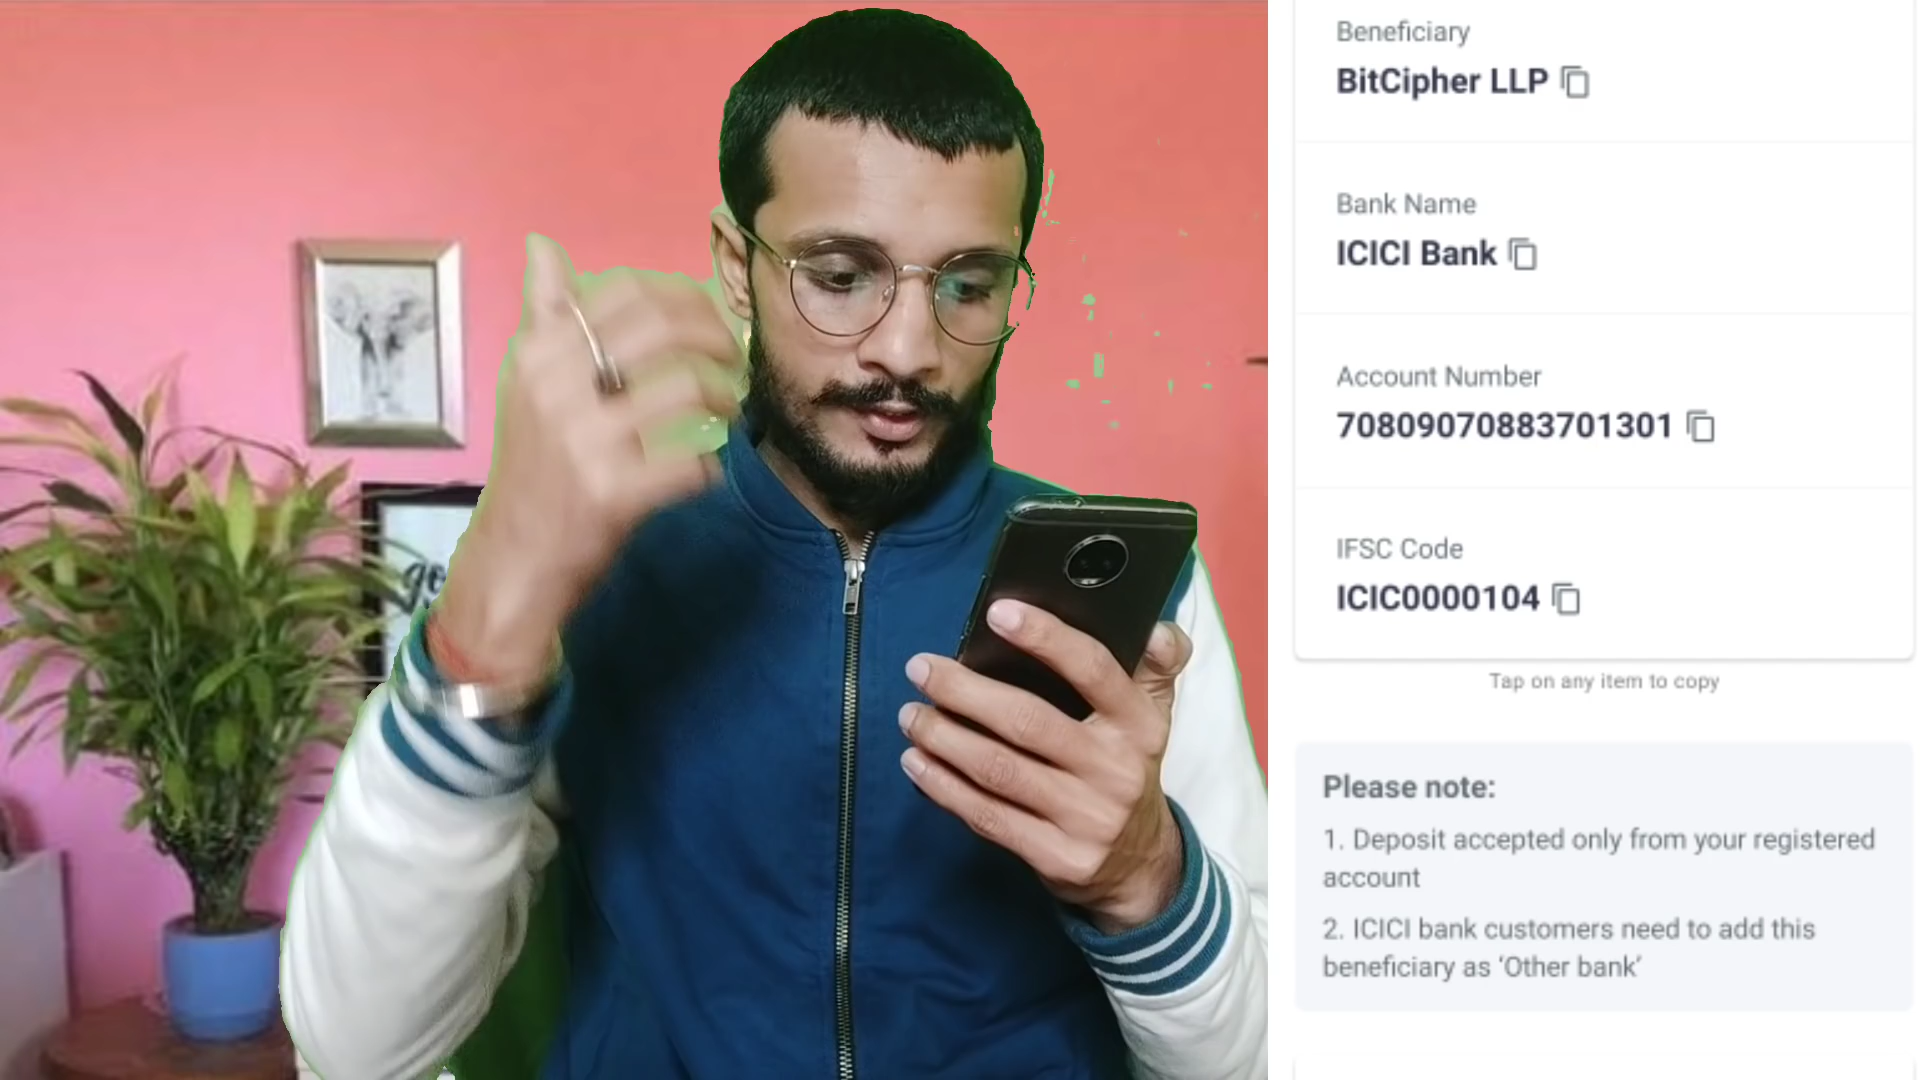 go
Beneficiary
BitCipher LLP
Bank Name
ICICI Bank
Account Number
70809070883701301
IFSC Code
ICIC0000104
Tap on any item to copy
Please note:
1. Deposit accepted only from your registered
account
2. ICICI bank customers need to add this
beneficiary as ‘Other bank’